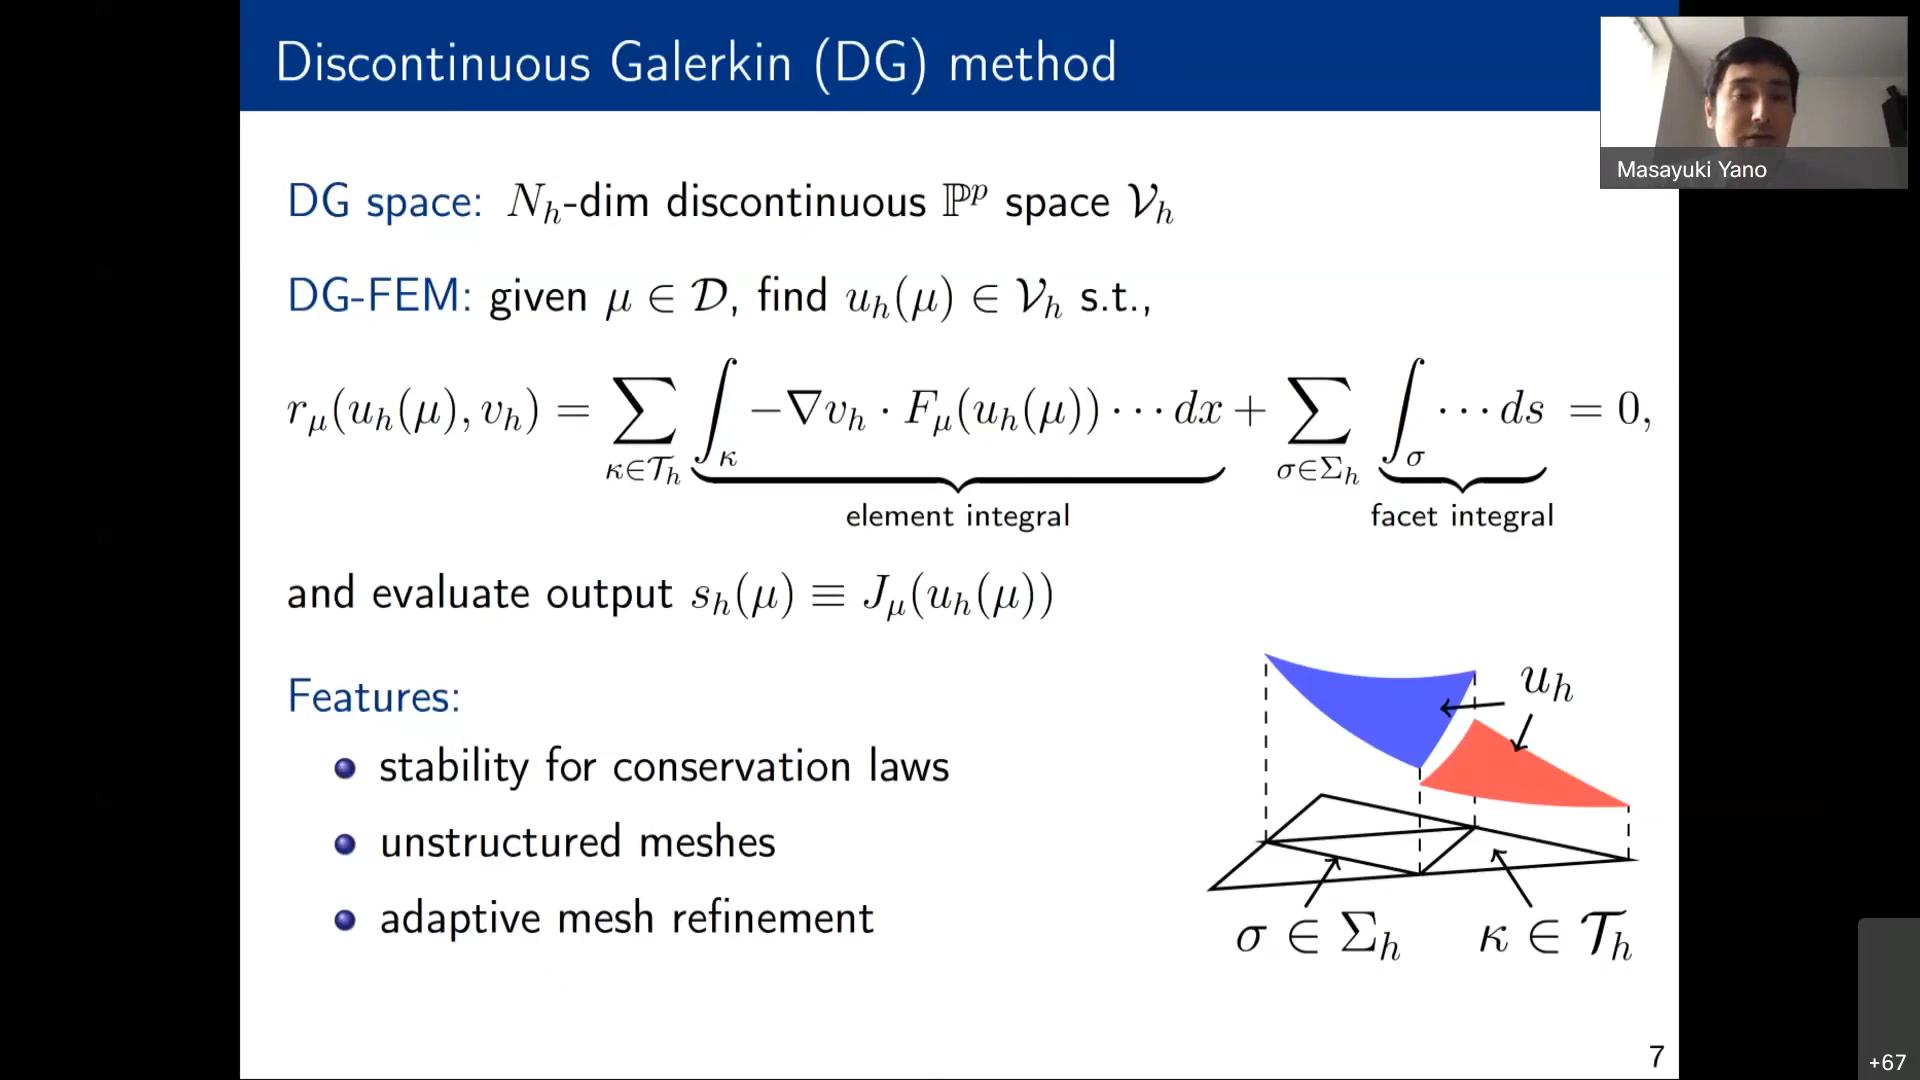 Discontinuous Galerkin (DG) method
Masayuki Yano
DG space: N_h-dim discontinuous ℙ^p space 𝒱_h
DG-FEM: given μ ∈ 𝒟, find u_h(μ) ∈ 𝒱_h s.t.,
r_μ(u_h(μ), v_h) = ∑_{κ∈𝒯_h} ∫_κ −∇v_h · F_μ(u_h(μ)) ··· dx + ∑_{σ∈Σ_h} ∫_σ ··· ds = 0,
element integral
facet integral
and evaluate output s_h(μ) ≡ J_μ(u_h(μ))
Features:
stability for conservation laws
unstructured meshes
adaptive mesh refinement
u_h
σ ∈ Σ_h
κ ∈ 𝒯_h
7
+67